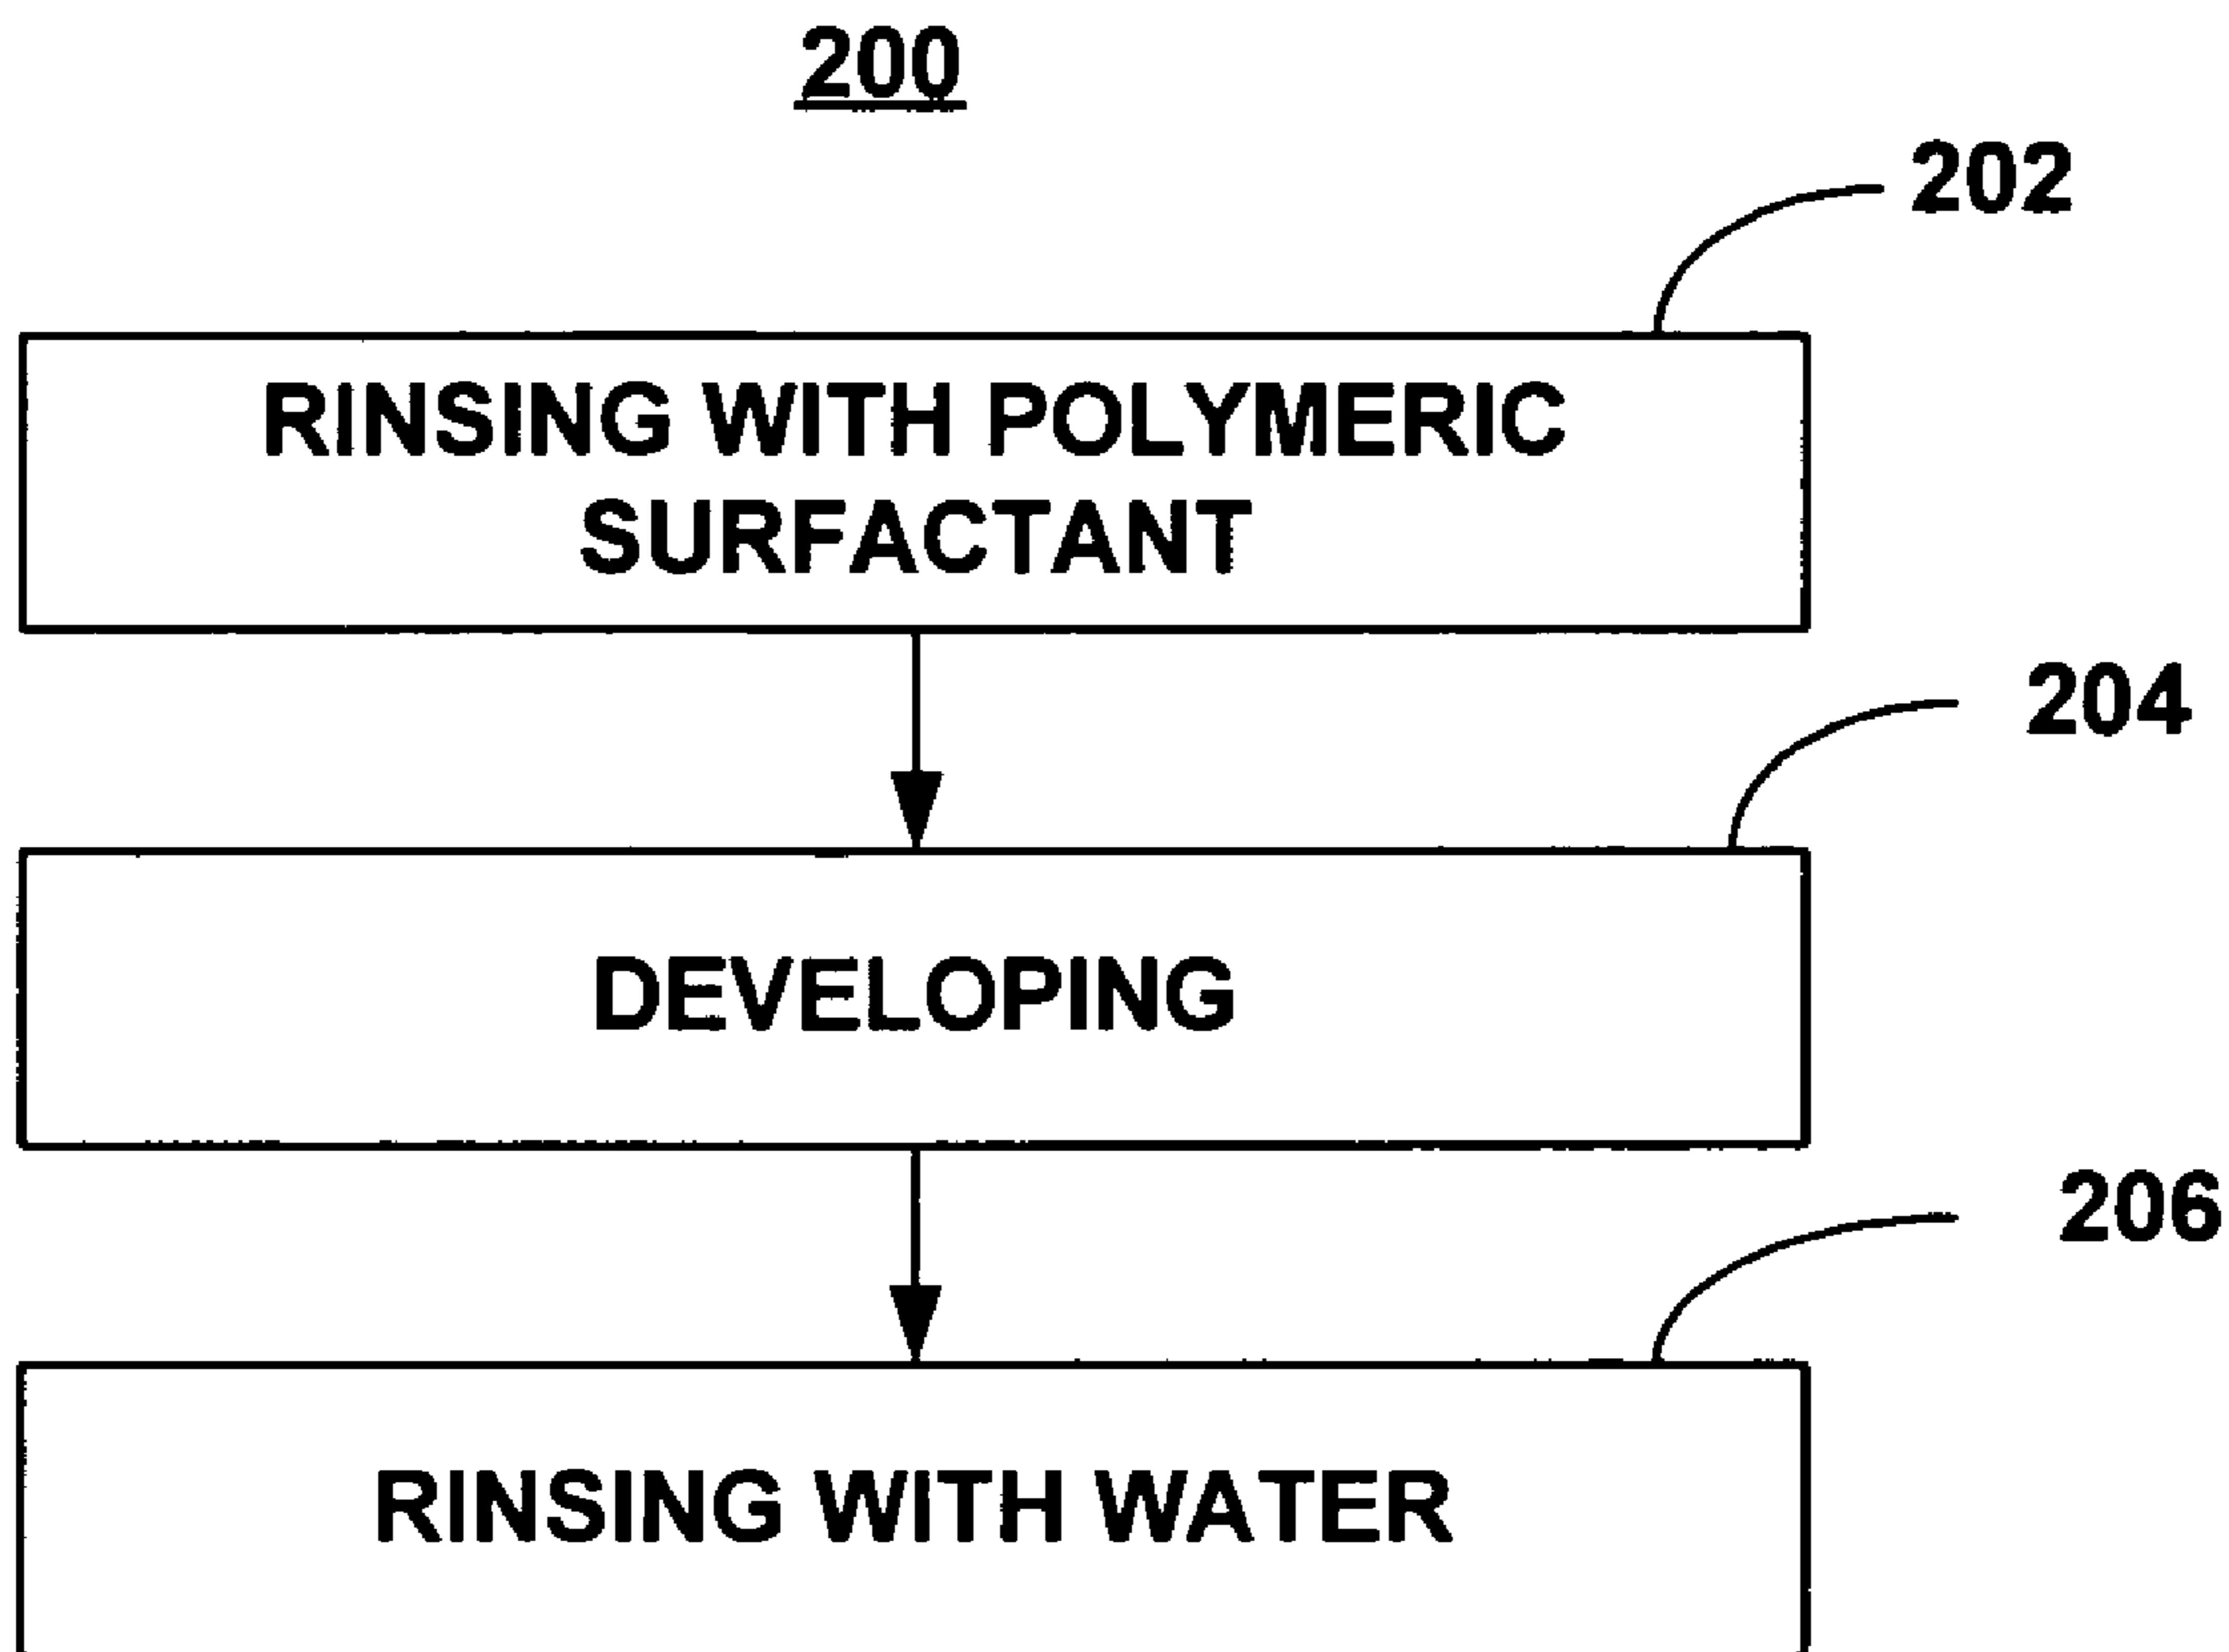 200
202
RINSING WITH POLYMERIC
SURFACTANT
204
DEVELOPING
206
RINSING WITH WATER